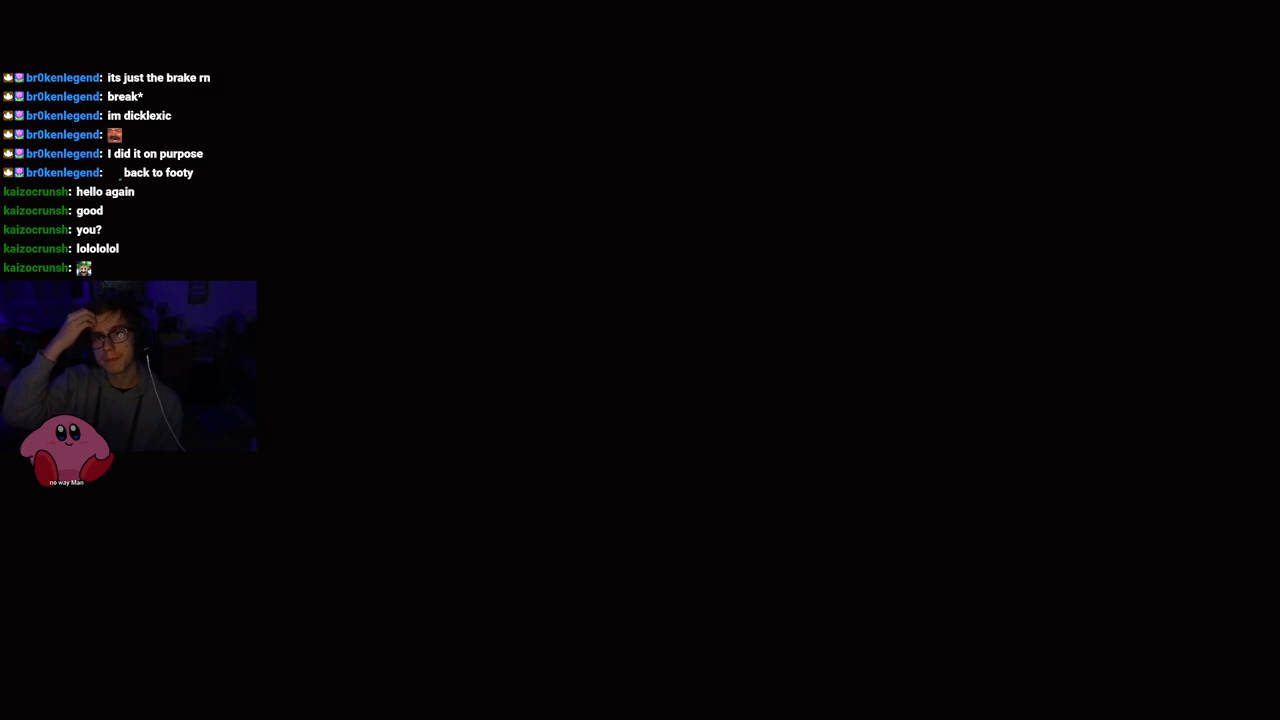 br0kenlegend: its just the brake rn
br0kenlegend: break*
br0kenlegend: im dicklexic
br0kenlegend:
br0kenlegend: I did it on purpose
br0kenlegend: back to footy
kaizocrunsh: hello again
kaizocrunsh: good
kaizocrunsh: you?
kaizocrunsh: lolololol
kaizocrunsh:
no way Man